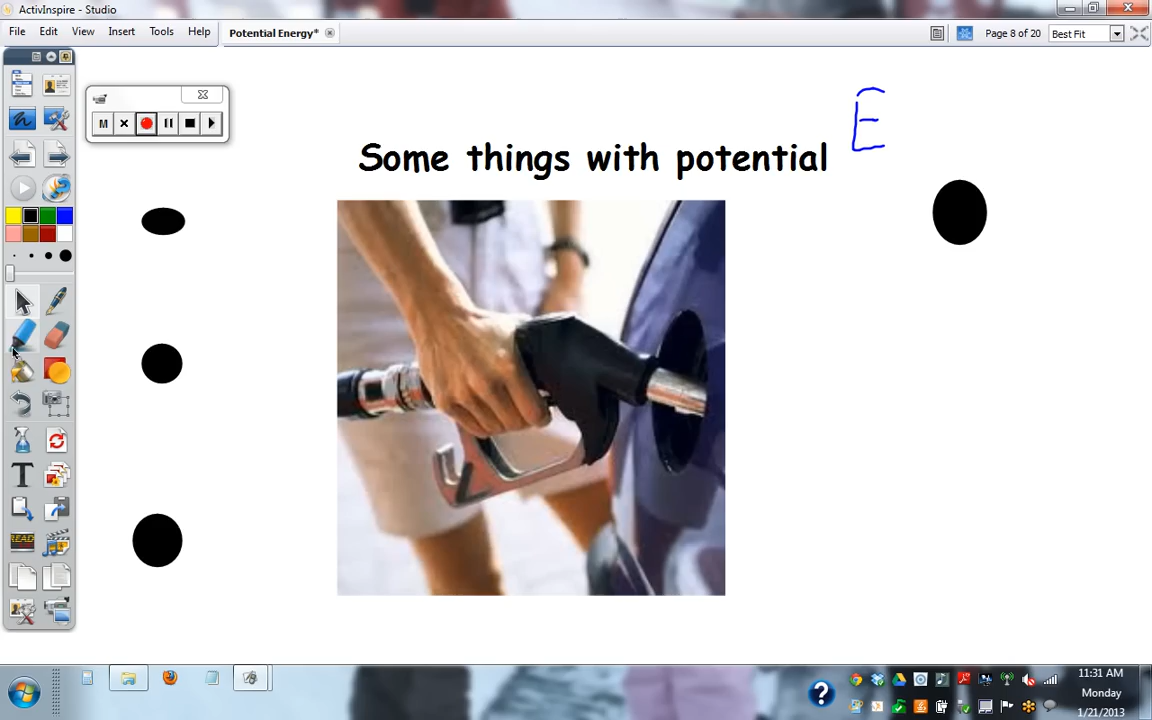 ActivInspire - Studio
File Edit View Insert Tools Help Potential Energy* Page 8 of 20 Best Fit
M
E
Some things with potential
T
READ
11:31 AM
Monday
1/21/2013